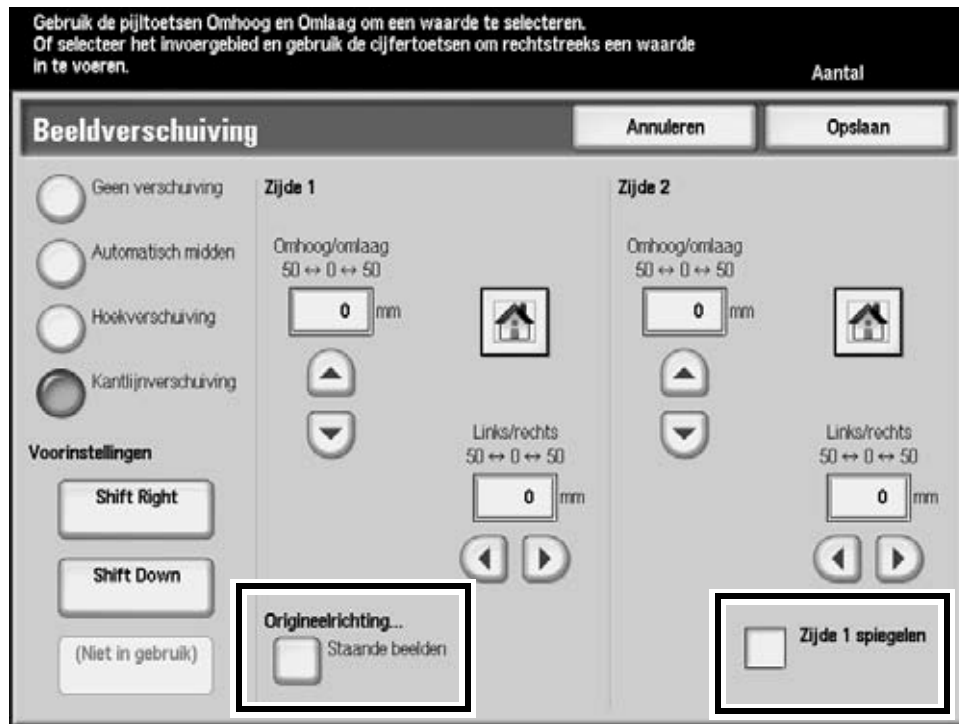 Gebruik de pijltoetsen Omhoog en Omlaag om een waarde te selecteren.
Of selecteer het invoergebied en gebruik de cijfertoetsen om rechtstreeks een waarde
in te voeren.
Aantal
Beeldverschuiving
Annuleren
Opslaan
Geen verschuiving
Automatisch midden
Hoekverschuiving
Kantlijnverschuiving
Voorinstellingen
Shift Right
Shift Down
(Niet in gebruik)
Zijde 1
Omhoog/omlaag
50 ↔ 0 ↔ 50
0 mm
Links/rechts
50 ↔ 0 ↔ 50
0 mm
Origineelrichting...
Staande beelden
Zijde 2
Omhoog/omlaag
50 ↔ 0 ↔ 50
0 mm
Links/rechts
50 ↔ 0 ↔ 50
0 mm
Zijde 1 spiegelen